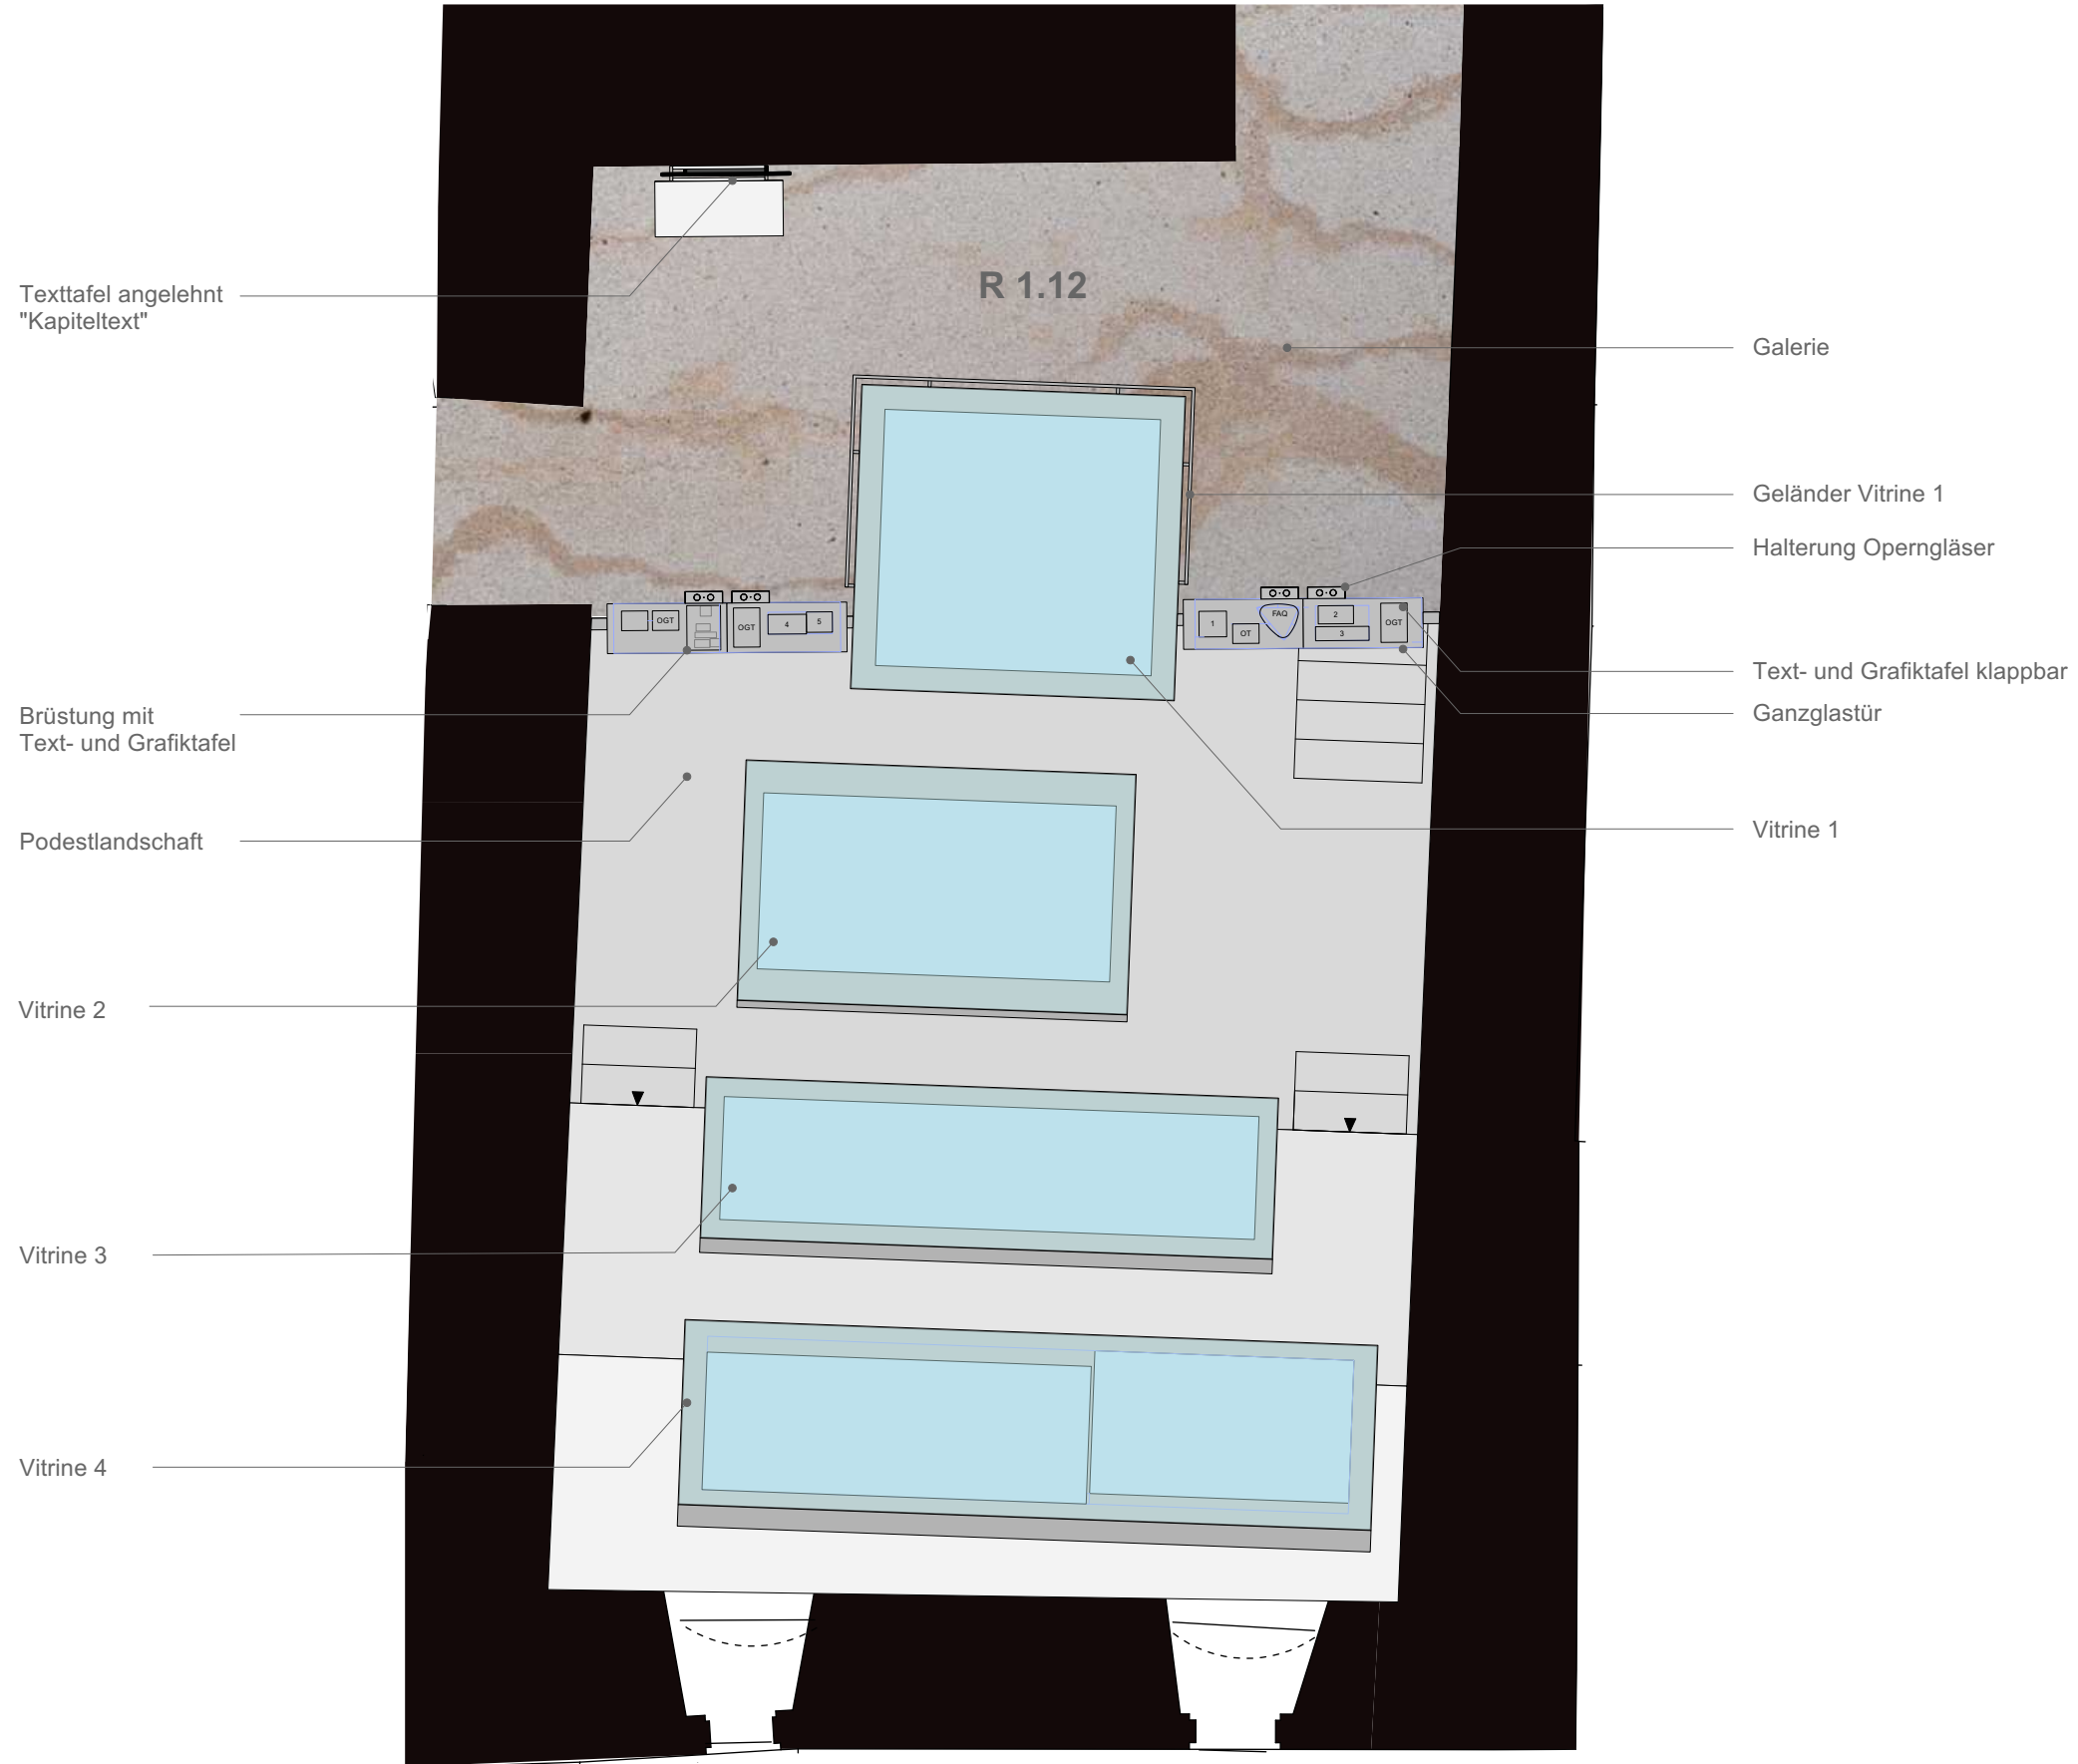 R 1.12
Texttafel angelehnt
"Kapiteltext"
Galerie
Geländer Vitrine 1
Halterung Operngläser
OGT
OGT
4
5
1
OT
FAQ
2
3
OGT
Text- und Grafiktafel klappbar
Ganzglastür
Brüstung mit
Text- und Grafiktafel
Podestlandschaft
Vitrine 1
Vitrine 2
Vitrine 3
Vitrine 4